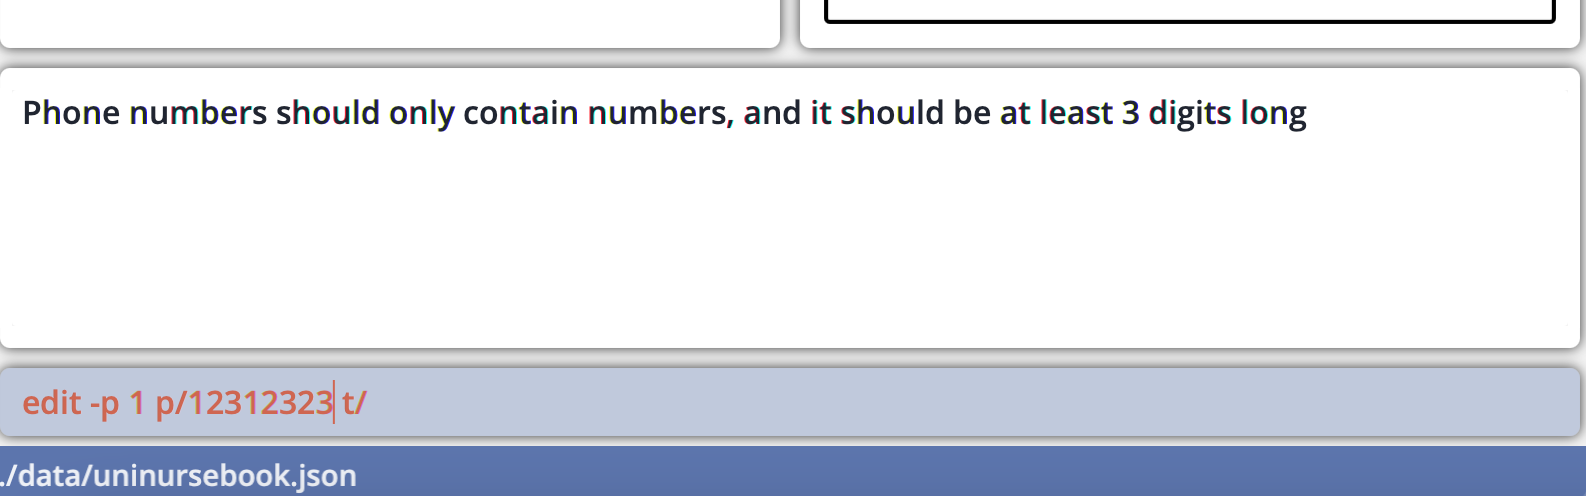 Phone numbers should only contain numbers, and it should be at least 3 digits long
edit -p 1 p/12312323 t/
./data/uninursebook.json